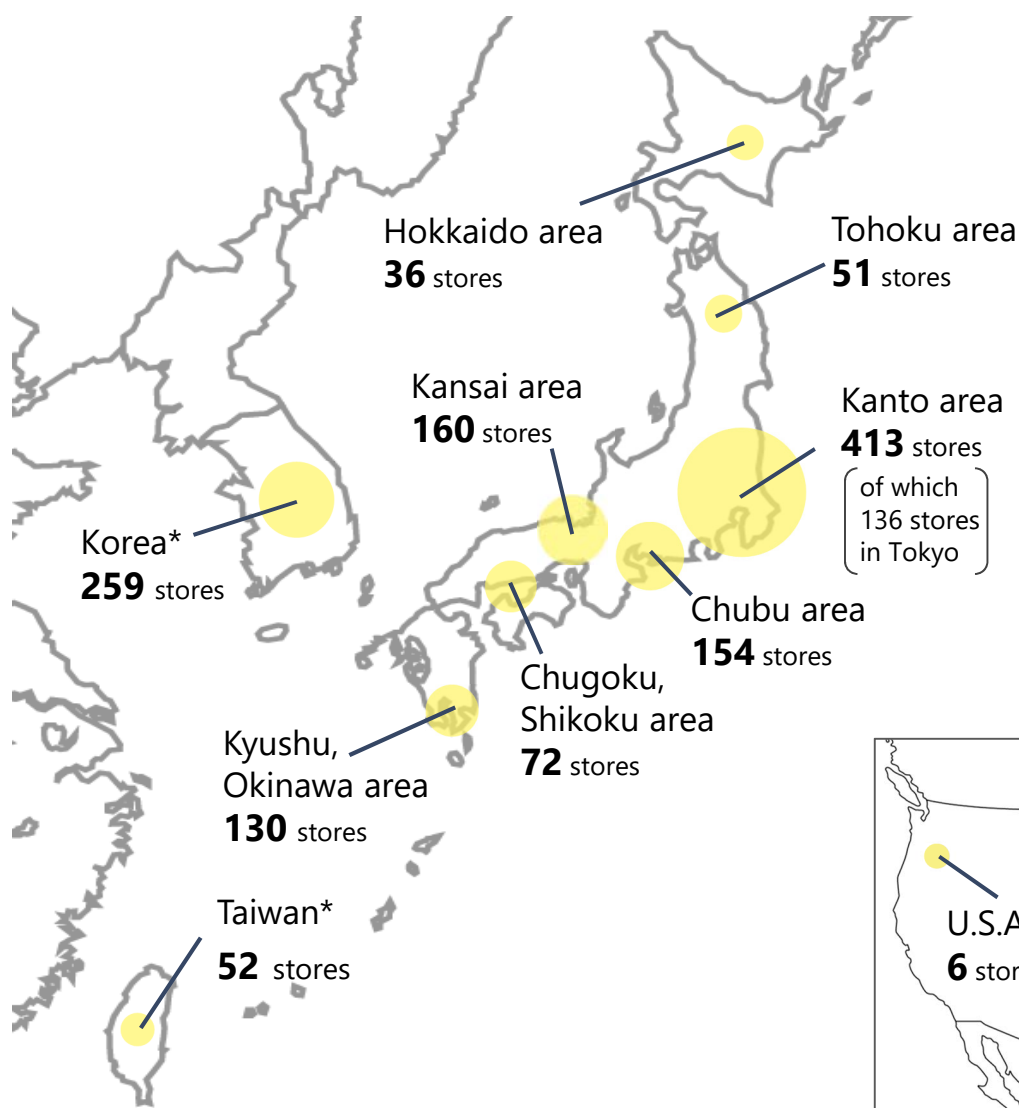 Hokkaido area
36 stores
Tohoku area
51 stores
Kansai area
160 stores
Kanto area
413 stores
of which
136 stores
in Tokyo
Korea*
259 stores
Chubu area
154 stores
Chugoku,
Shikoku area
72 stores
Kyushu,
Okinawa area
130 stores
Taiwan*
52 stores
U.S.A
6 stor